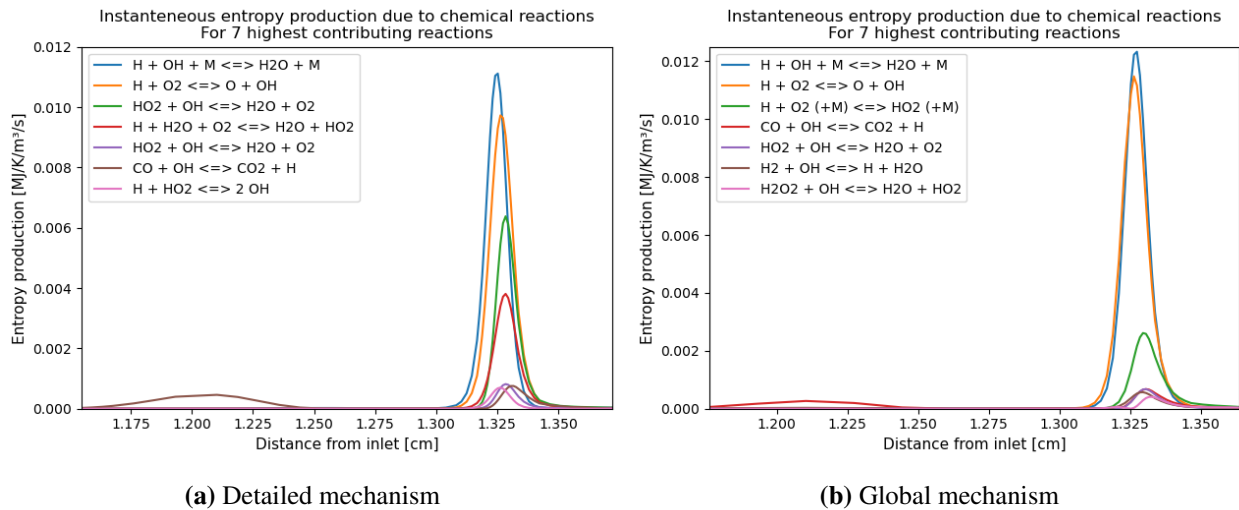 Instanteneous entropy production due to chemical reactions
For 7 highest contributing reactions
0.012
0.010
0.008
0.006
0.004
0.002
0.000
Entropy production [MJ/K/m³/s]
H + OH + M <=> H2O + M
H + O2 <=> O + OH
HO2 + OH <=> H2O + O2
H + H2O + O2 <=> H2O + HO2
HO2 + OH <=> H2O + O2
CO + OH <=> CO2 + H
H + HO2 <=> 2 OH
1.175 1.200 1.225 1.250 1.275 1.300 1.325 1.350
Distance from inlet [cm]
(a) Detailed mechanism
Instanteneous entropy production due to chemical reactions
For 7 highest contributing reactions
0.012
0.010
0.008
0.006
0.004
0.002
0.000
Entropy production [MJ/K/m³/s]
H + OH + M <=> H2O + M
H + O2 <=> O + OH
H + O2 (+M) <=> HO2 (+M)
CO + OH <=> CO2 + H
HO2 + OH <=> H2O + O2
H2 + OH <=> H + H2O
H2O2 + OH <=> H2O + HO2
1.200 1.225 1.250 1.275 1.300 1.325 1.350
Distance from inlet [cm]
(b) Global mechanism